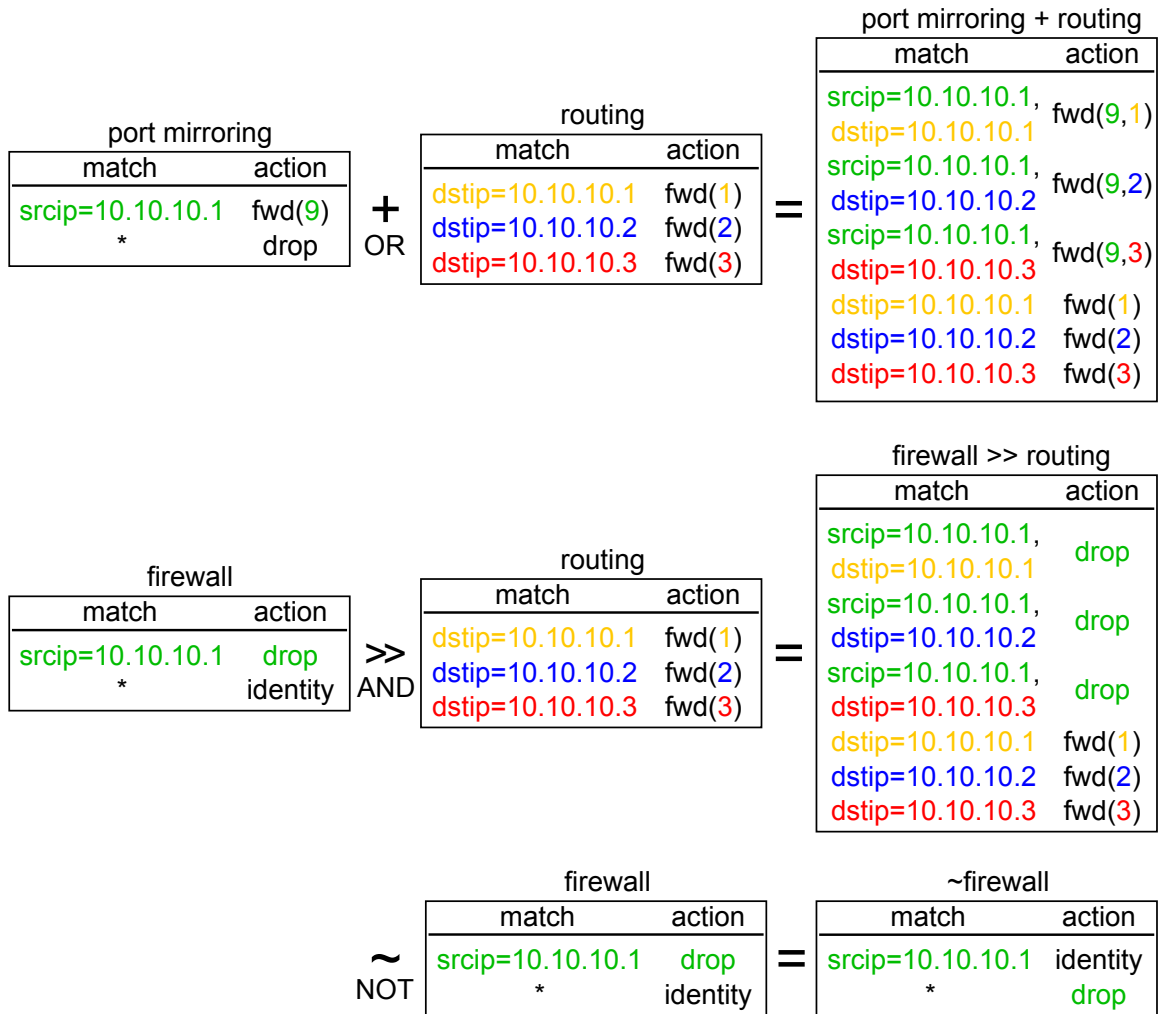 port mirroring + routing
match action
srcip=10.10.10.1,
dstip=10.10.10.1
fwd(9,1)
srcip=10.10.10.1,
dstip=10.10.10.2
fwd(9,2)
srcip=10.10.10.1,
dstip=10.10.10.3
fwd(9,3)
dstip=10.10.10.1 fwd(1)
dstip=10.10.10.2 fwd(2)
dstip=10.10.10.3 fwd(3)
port mirroring
match action
srcip=10.10.10.1 fwd(9)
* drop
+
OR
routing
match action
dstip=10.10.10.1 fwd(1)
dstip=10.10.10.2 fwd(2)
dstip=10.10.10.3 fwd(3)
=
firewall >> routing
match action
srcip=10.10.10.1,
dstip=10.10.10.1
drop
srcip=10.10.10.1,
dstip=10.10.10.2
drop
srcip=10.10.10.1,
dstip=10.10.10.3
drop
dstip=10.10.10.1 fwd(1)
dstip=10.10.10.2 fwd(2)
dstip=10.10.10.3 fwd(3)
firewall
match action
srcip=10.10.10.1 drop
* identity
>>
AND
routing
match action
dstip=10.10.10.1 fwd(1)
dstip=10.10.10.2 fwd(2)
dstip=10.10.10.3 fwd(3)
=
~
NOT
firewall
match action
srcip=10.10.10.1 drop
* identity
=
~firewall
match action
srcip=10.10.10.1 identity
* drop